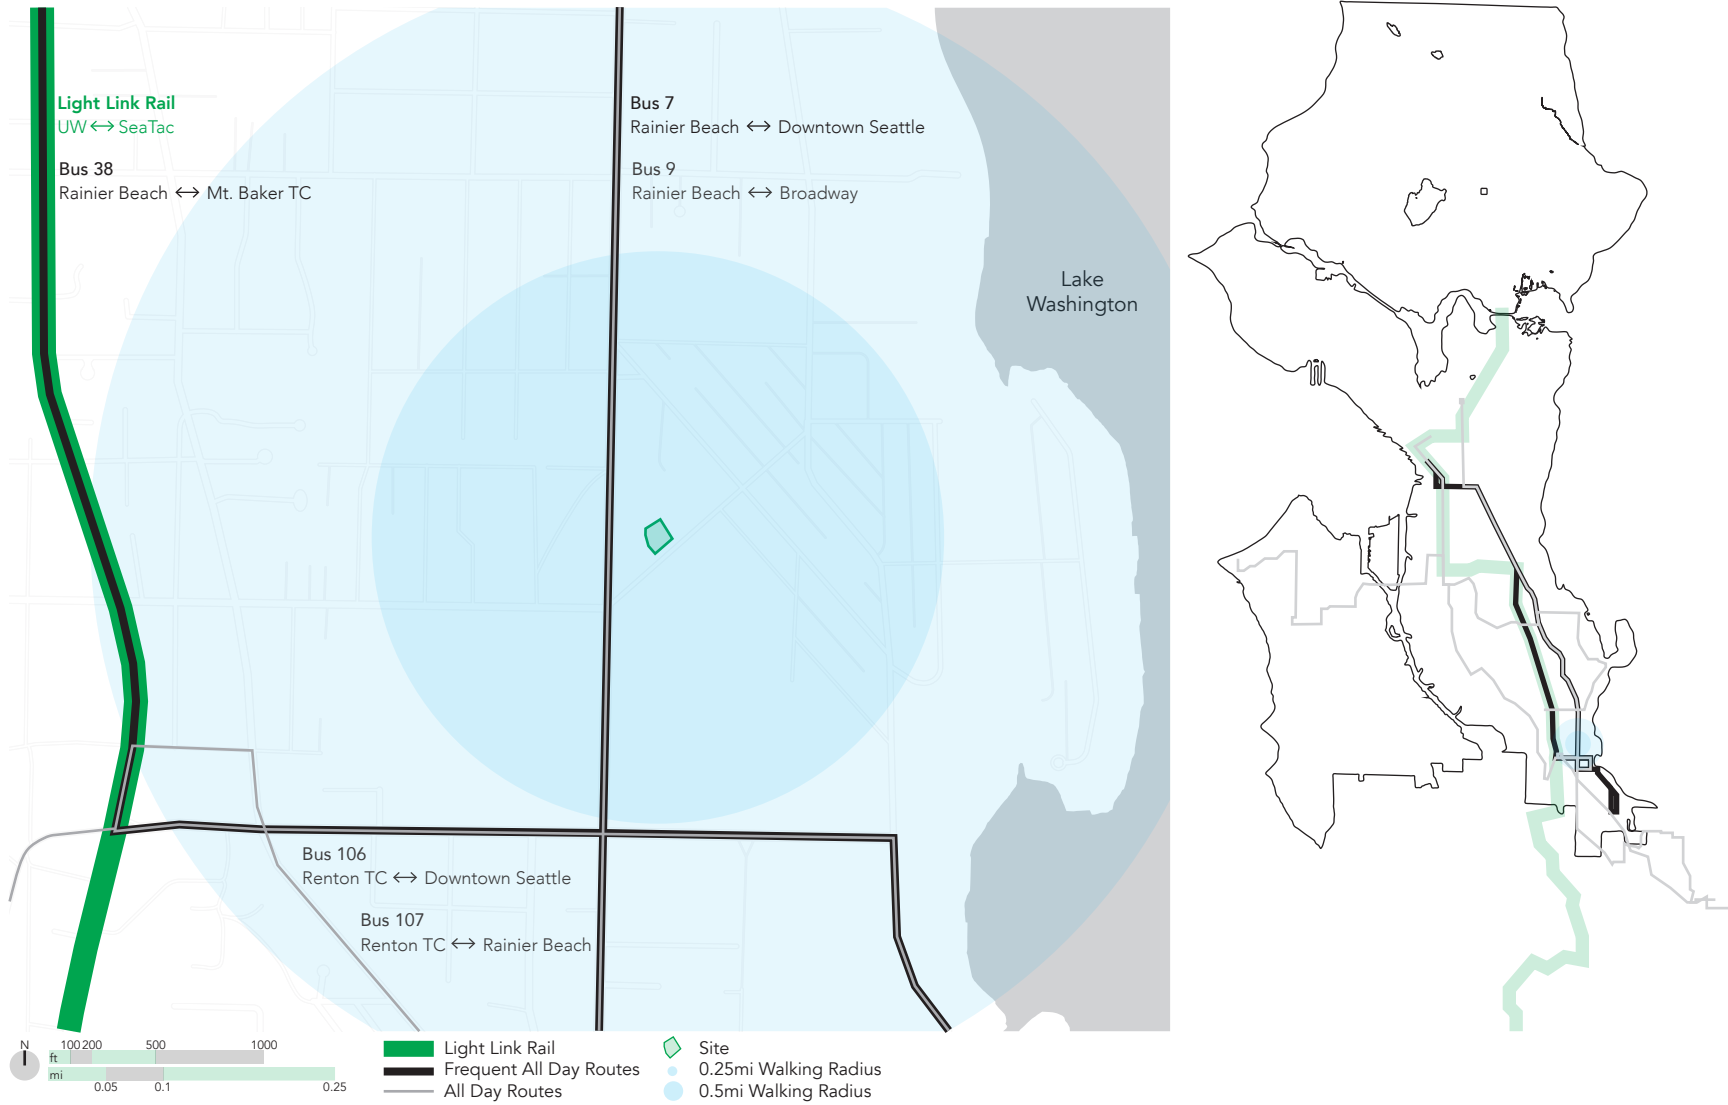 Light Link Rail
UW ↔ SeaTac
Bus 38
Rainier Beach ↔ Mt. Baker TC
Bus 7
Rainier Beach ↔ Downtown Seattle
Bus 9
Rainier Beach ↔ Broadway
Lake
Washington
Bus 106
Renton TC ↔ Downtown Seattle
Bus 107
Renton TC ↔ Rainier Beach
N
100 200 500 1000
ft
mi
0.05 0.1 0.25
Light Link Rail
Frequent All Day Routes
All Day Routes
Site
0.25mi Walking Radius
0.5mi Walking Radius